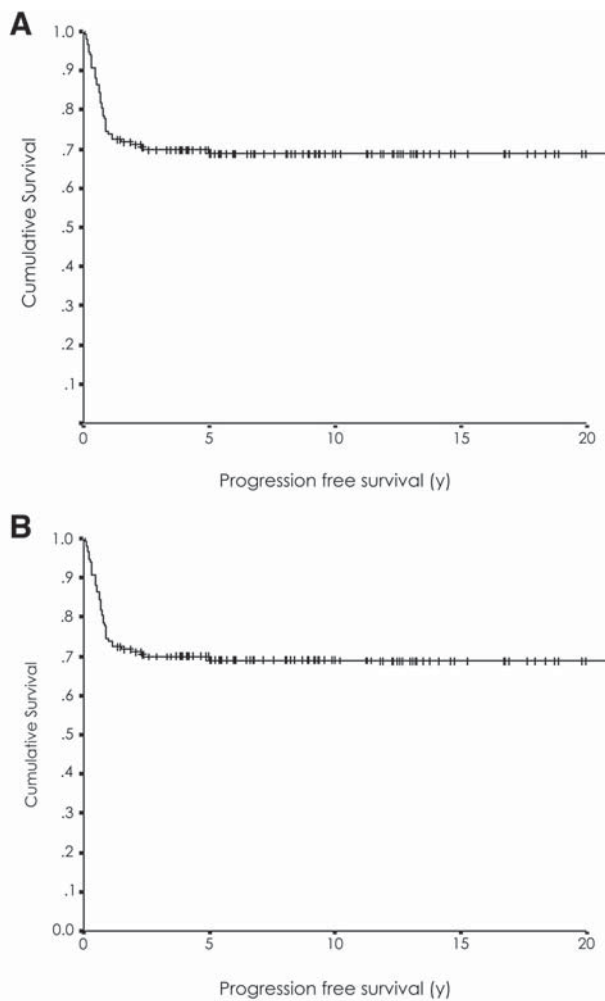 A
1.0
.9
.8
.7
.6
.5
.4
.3
.2
.1
Cumulative Survival
0 5 10 15 20
Progression free survival (y)
B
1.0
.9
.8
.7
.6
.5
.4
.3
.2
.1
0.0
Cumulative Survival
0 5 10 15 20
Progression free survival (y)